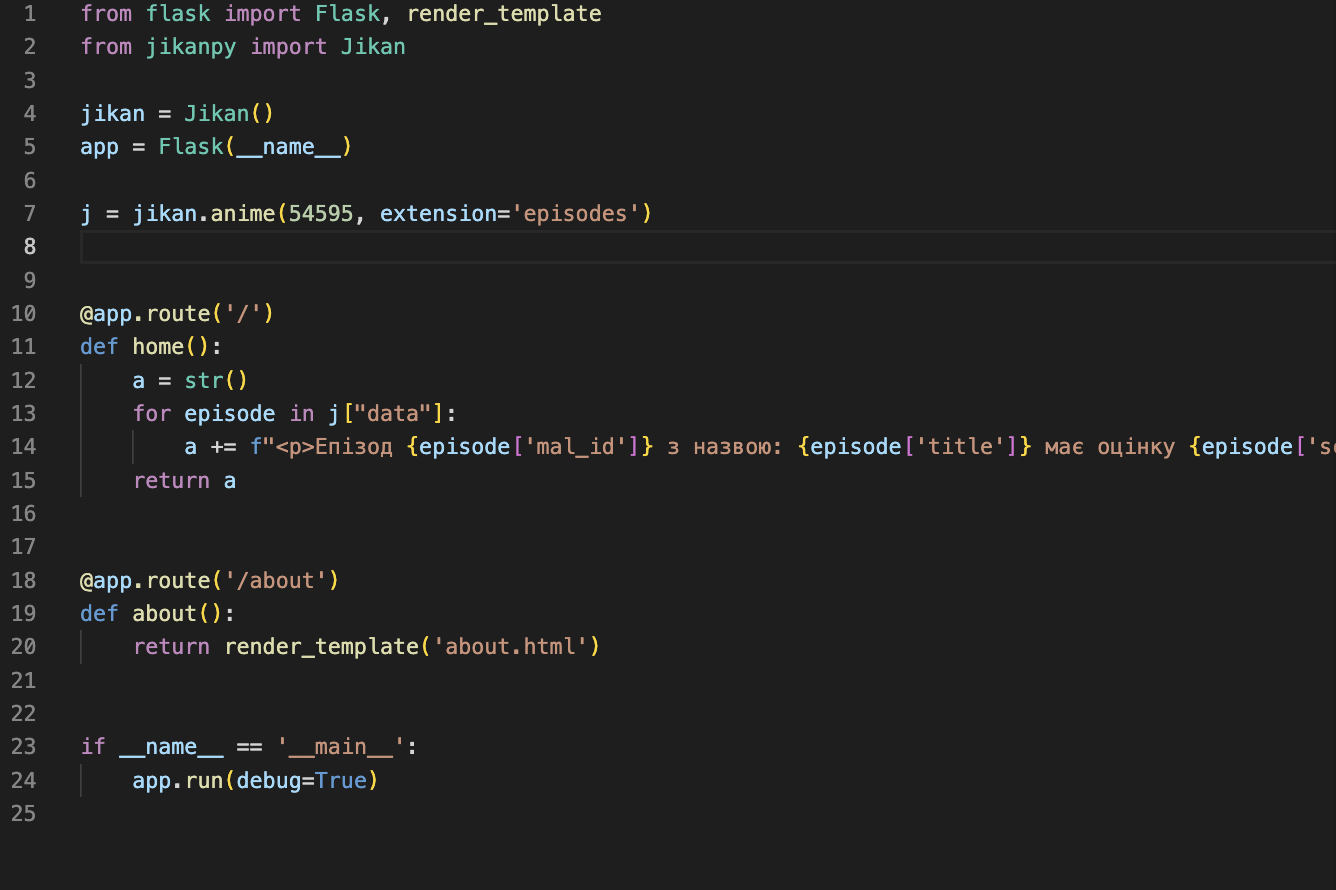 1 from flask import Flask, render_template
2 from jikanpy import Jikan
3
4 jikan = Jikan()
5 app = Flask(__name__)
6
7 j = jikan.anime(54595, extension='episodes')
8
9
10 @app.route('/')
11 def home():
12     a = str()
13     for episode in j["data"]:
14         a += f"<p>Епізод {episode['mal_id']} з назвою: {episode['title']} має оцінку {episode['s
15     return a
16
17
18 @app.route('/about')
19 def about():
20     return render_template('about.html')
21
22
23 if __name__ == '__main__':
24     app.run(debug=True)
25